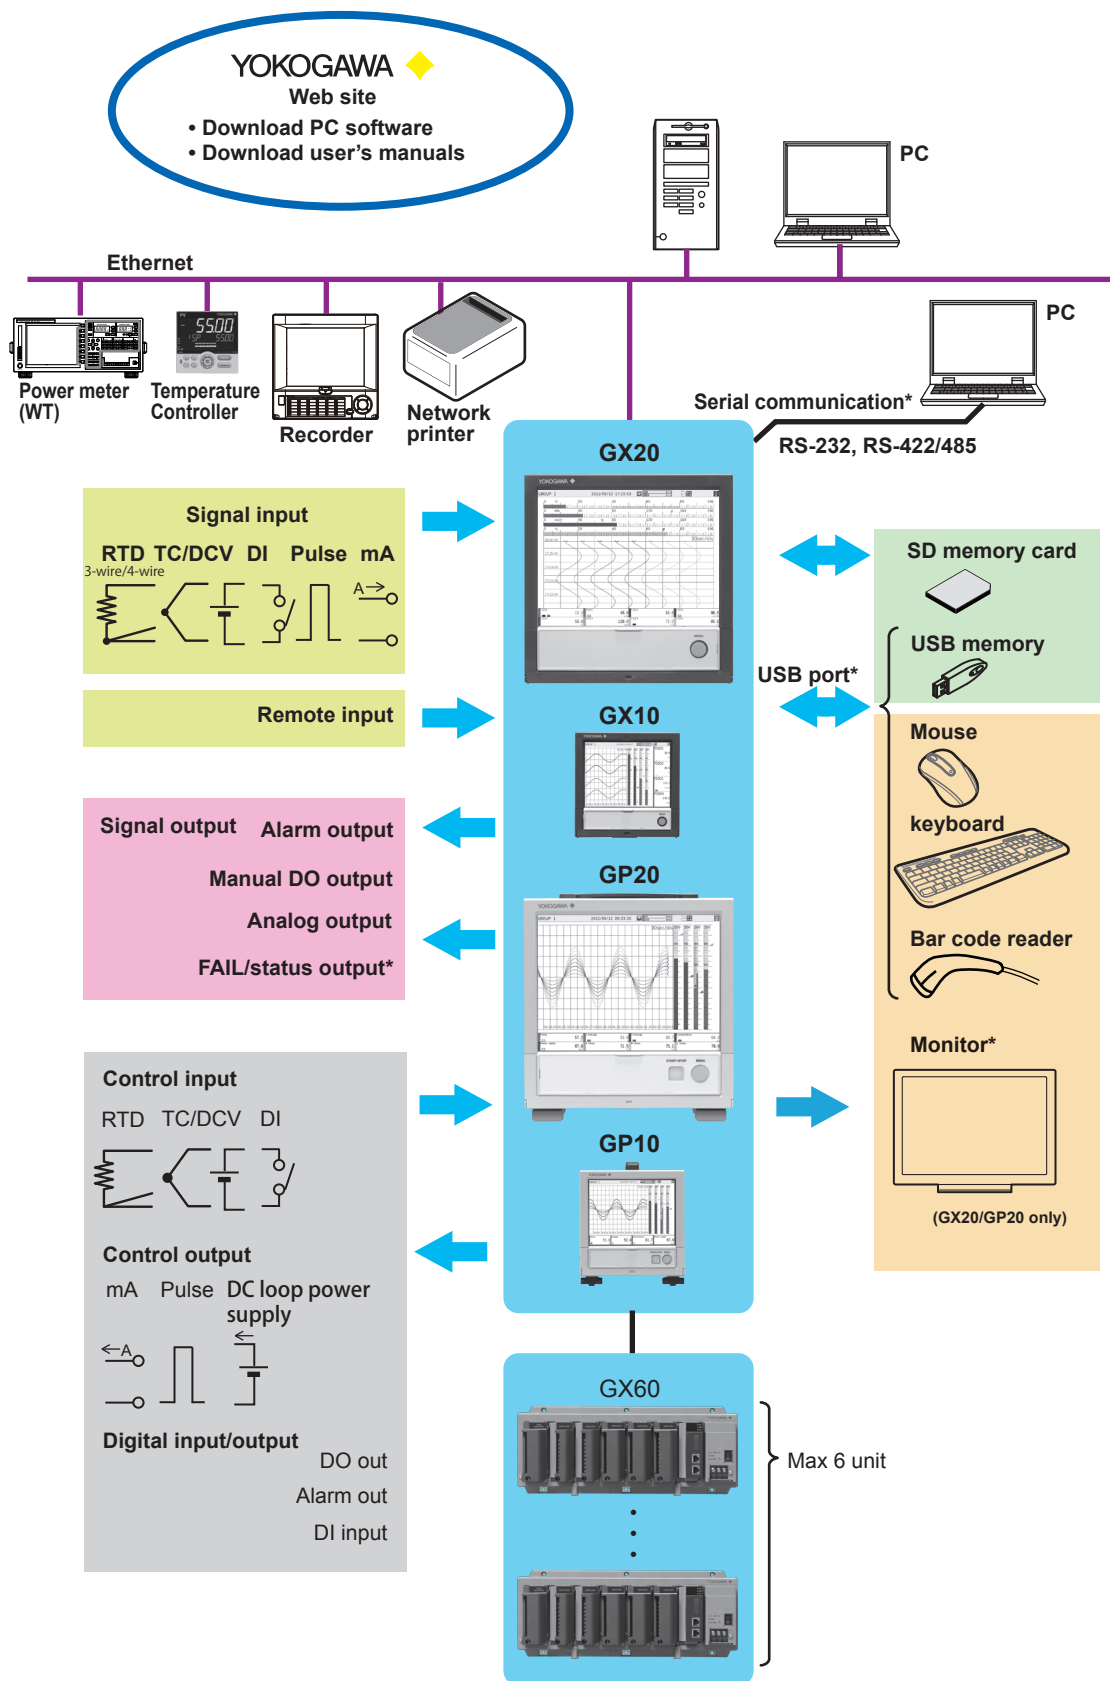 YOKOGAWA
Web site
• Download PC software
• Download user's manuals
PC
Ethernet
PC
Power meter
(WT)
Temperature
Controller
Recorder
Network
printer
Serial communication*
RS-232, RS-422/485
GX20
Signal input
RTD TC/DCV DI Pulse mA
3-wire/4-wire
A
SD memory card
USB memory
USB port*
Remote input
GX10
Mouse
keyboard
Signal output
Alarm output
Manual DO output
Analog output
FAIL/status output*
GP20
YOKOGAWA
Bar code reader
Monitor*
(GX20/GP20 only)
Control input
RTD TC/DCV DI
GP10
Control output
mA Pulse DC loop power
supply
A
Digital input/output
DO out
Alarm out
DI input
GX60
Max 6 unit